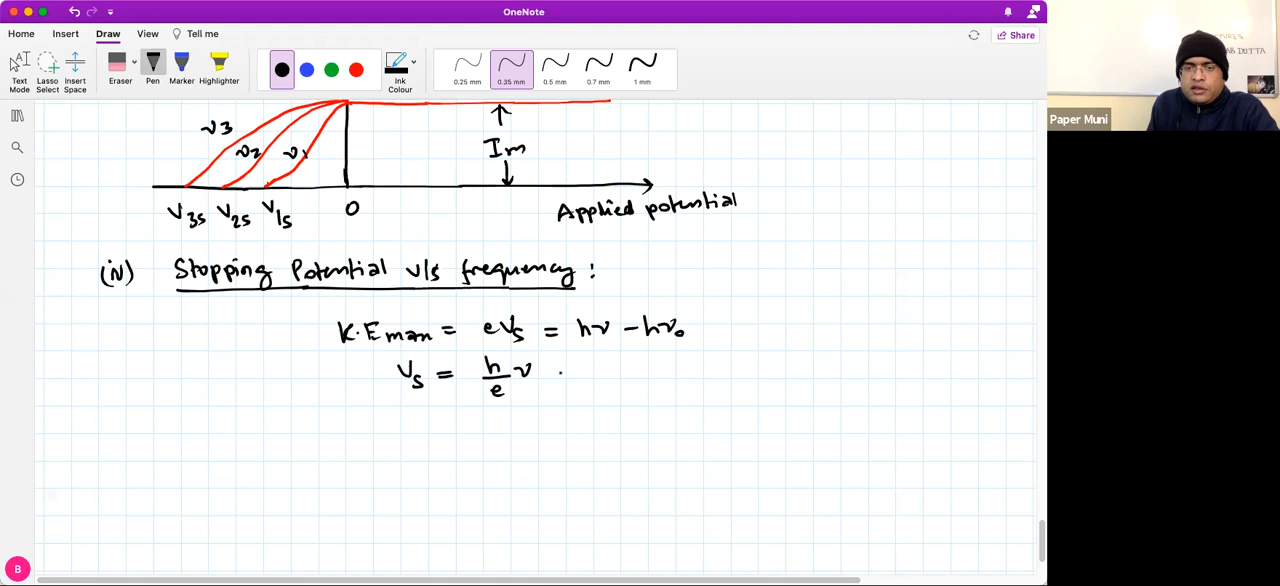 OneNote
Home Insert Draw View Tell me
Share
Text Mode
Lasso Select
Insert Space
Eraser
Pen
Marker
Highlighter
0.25 mm
0.35 mm
0.5 mm
0.7 mm
1 mm
Ink Colour
DUTTA
Paper Muni
ν3
ν2
ν1
Im
V3s V2s V1s 0
Applied potential
(iv) Stopping Potential v/s frequency :
K.E max = eVs = hν - hν₀
Vs = h/e ν
B